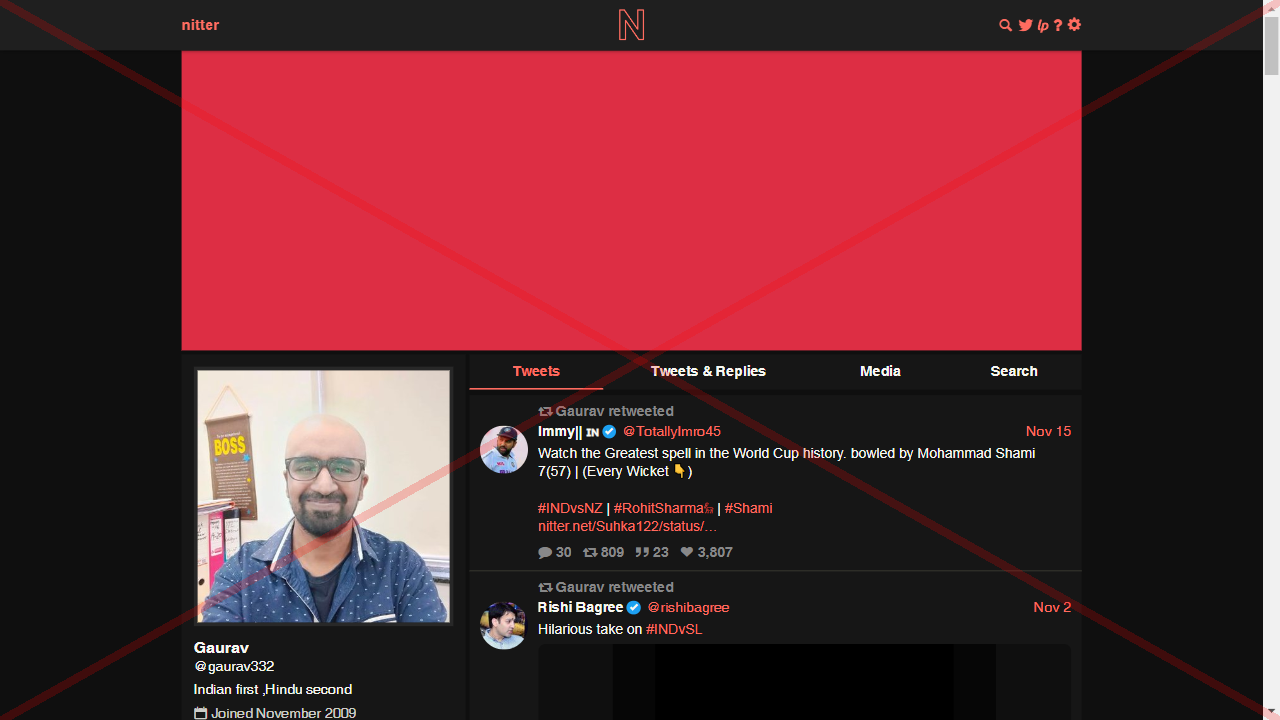 nitter
N
lp ?
BOSS
Tweets
Tweets & Replies
Media
Search
Gaurav retweeted
Immy|| 🇮🇳 @TotallyImro45
Nov 15
Watch the Greatest spell in the World Cup history. bowled by Mohammad Shami
7(57) | (Every Wicket 👇)
#INDvsNZ | #RohitSharma | #Shami
nitter.net/Suhka122/status/…
30 809 23 3,807
Gaurav retweeted
Rishi Bagree @rishibagree
Nov 2
Hilarious take on #INDvSL
Gaurav
@gaurav332
Indian first ,Hindu second
Joined November 2009